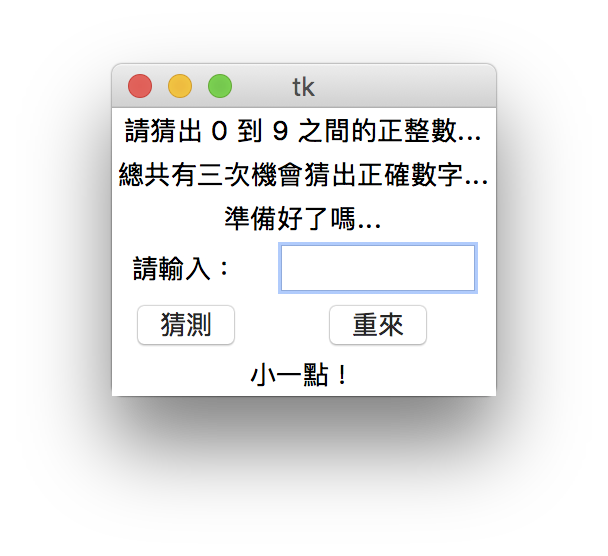 tk
請猜出 0 到 9 之間的正整數...
總共有三次機會猜出正確數字...
準備好了嗎...
請輸入：
猜測 重來
小一點！